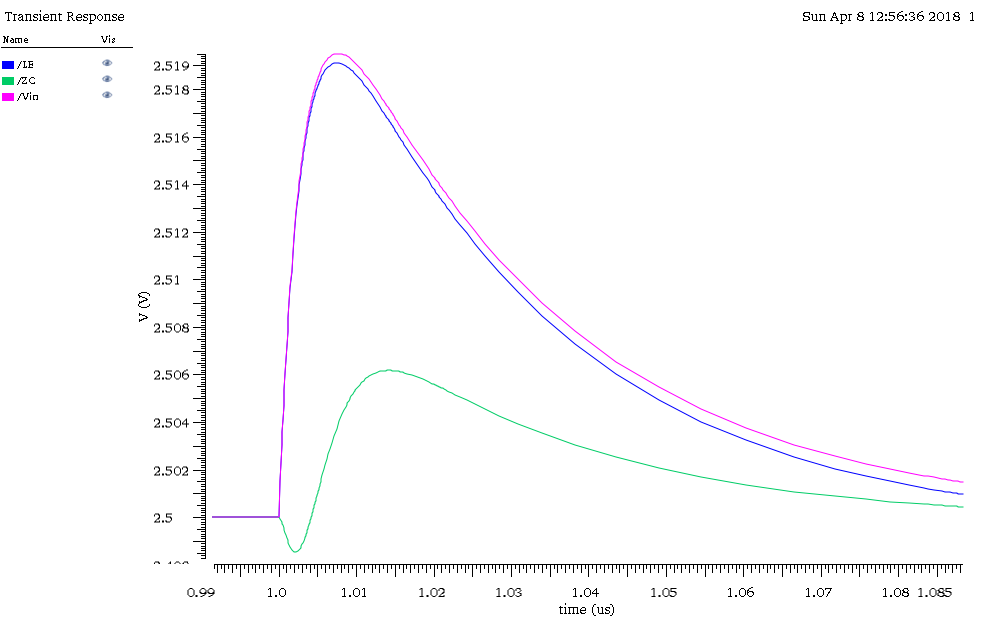 Transient Response
Sun Apr 8 12:56:36 2018 1
Name Vis
/LE
/ZC
/Vin
2.519
2.518
2.516
2.514
2.512
2.51
2.508
2.506
2.504
2.502
2.5
V (V)
0.99 1.0 1.01 1.02 1.03 1.04 1.05 1.06 1.07 1.08 1.085
time (us)